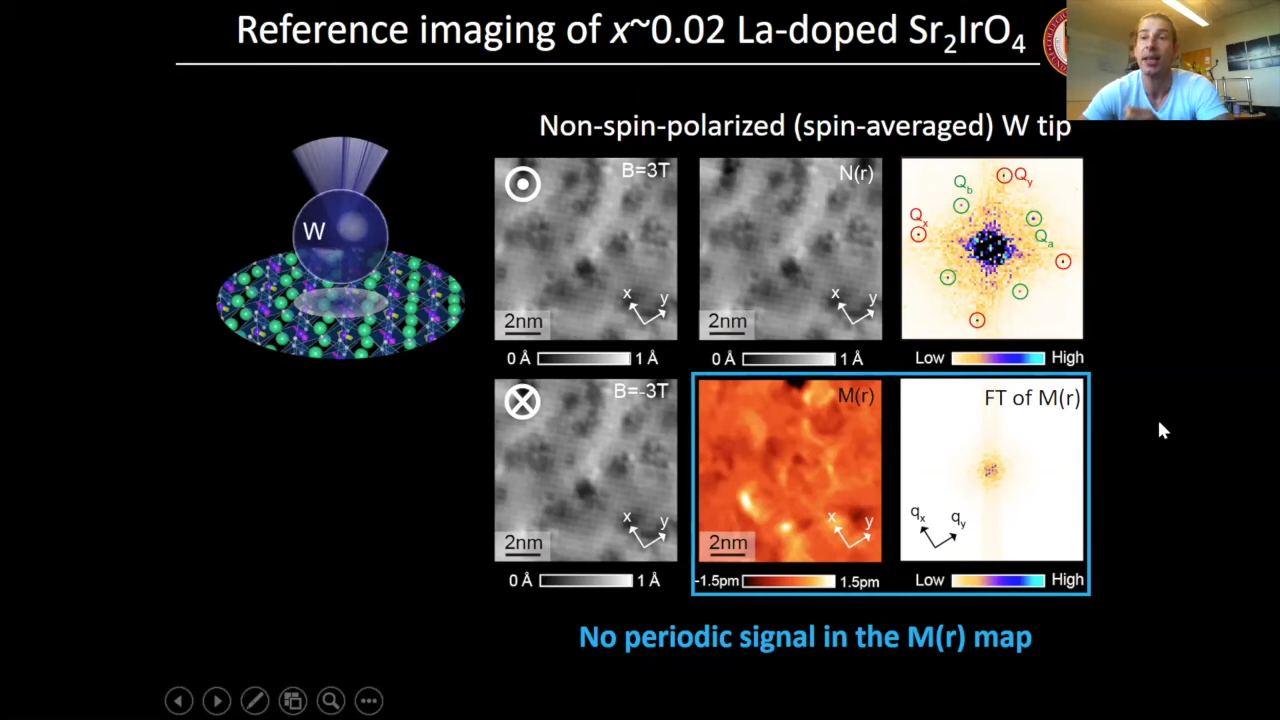 Reference imaging of x~0.02 La-doped Sr₂IrO₄
Non-spin-polarized (spin-averaged) W tip
W
B=3T
x
y
2nm
0 Å
1 Å
N(r)
x
y
2nm
0 Å
1 Å
Qb
Qy
Qx
Qa
Low
High
B=-3T
x
y
2nm
0 Å
1 Å
M(r)
x
y
2nm
-1.5pm
1.5pm
FT of M(r)
qx
qy
Low
High
No periodic signal in the M(r) map